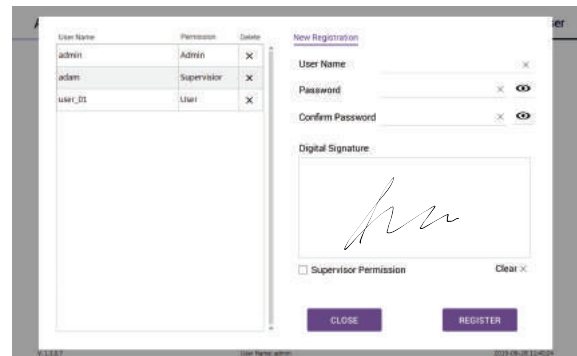 User Name Permission Delete
admin Admin ×
adam Supervisior ×
user_01 User ×
New Registration
User Name ×
Password ×
Confirm Password ×
Digital Signature
Supervisor Permission Clear ×
CLOSE REGISTER
User Name: admin